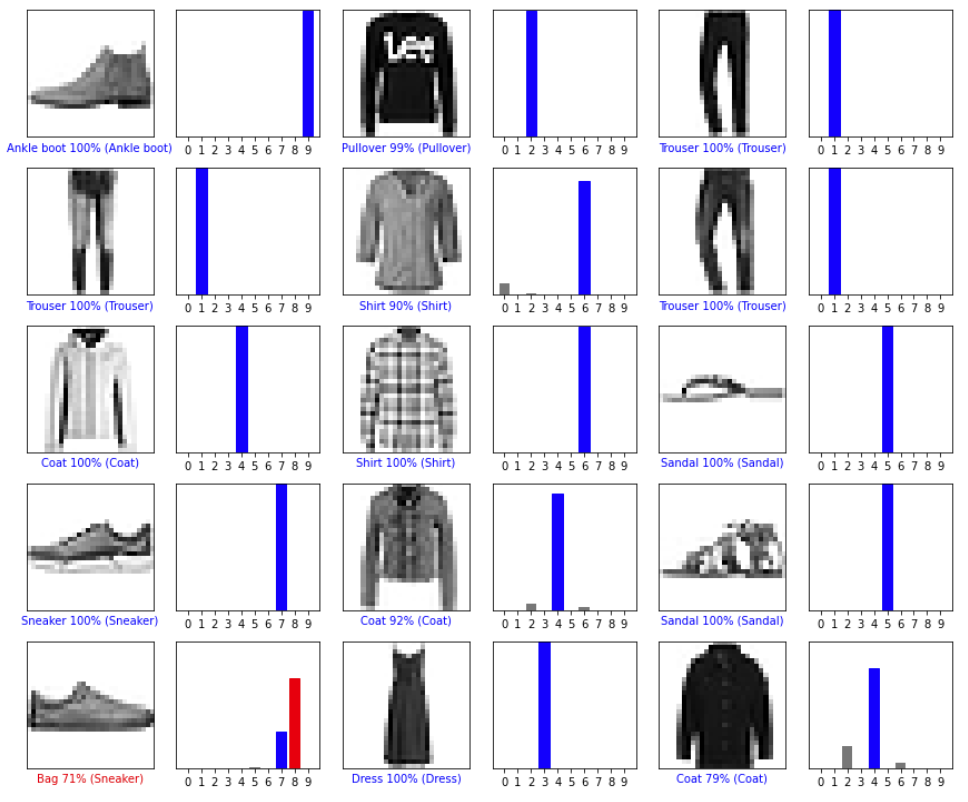 Lee
0 1 2 3 4 5 6 7 8 9 0 1 2 3 4 5 6 7 8 9 0 1 2 3 4 5 6 7 8 9
Ankle boot 100% (Ankle boot) Pullover 99% (Pullover) Trouser 100% (Trouser)
0 1 2 3 4 5 6 7 8 9 0 1 2 3 4 5 6 7 8 9 0 1 2 3 4 5 6 7 8 9
Trouser 100% (Trouser) Shirt 90% (Shirt) Trouser 100% (Trouser)
0 1 2 3 4 5 6 7 8 9 0 1 2 3 4 5 6 7 8 9 0 1 2 3 4 5 6 7 8 9
Coat 100% (Coat) Shirt 100% (Shirt) Sandal 100% (Sandal)
0 1 2 3 4 5 6 7 8 9 0 1 2 3 4 5 6 7 8 9 0 1 2 3 4 5 6 7 8 9
Sneaker 100% (Sneaker) Coat 92% (Coat) Sandal 100% (Sandal)
0 1 2 3 4 5 6 7 8 9 0 1 2 3 4 5 6 7 8 9 0 1 2 3 4 5 6 7 8 9
Bag 71% (Sneaker) Dress 100% (Dress) Coat 79% (Coat)